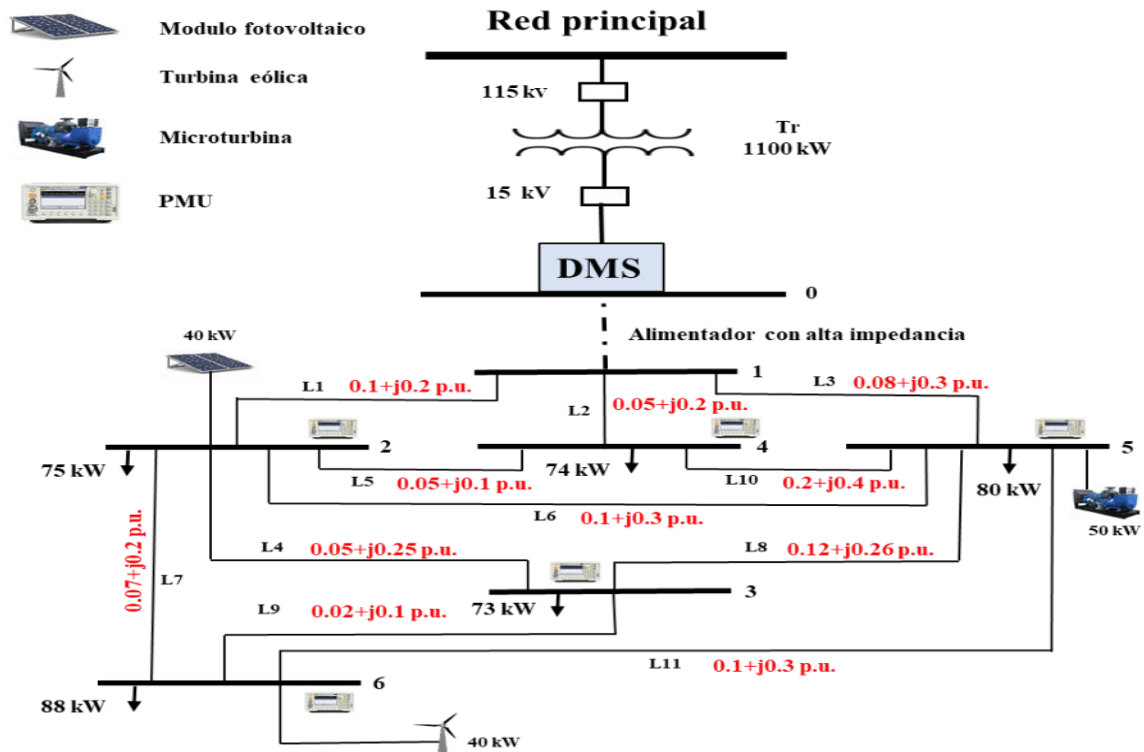 Red principal
Modulo fotovoltaico
Turbina eólica
Microturbina
PMU
115 kv
Tr
1100 kW
15 kV
DMS
0
Alimentador con alta impedancia
40 kW
1
L1 0.1+j0.2 p.u.
L2 0.05+j0.2 p.u.
L3 0.08+j0.3 p.u.
2
4
5
75 kW
74 kW
80 kW
50 kW
L5 0.05+j0.1 p.u.
L10 0.2+j0.4 p.u.
L6 0.1+j0.3 p.u.
L7 0.07+j0.2 p.u.
L4 0.05+j0.25 p.u.
L8 0.12+j0.26 p.u.
3
73 kW
L9 0.02+j0.1 p.u.
L11 0.1+j0.3 p.u.
6
88 kW
40 kW